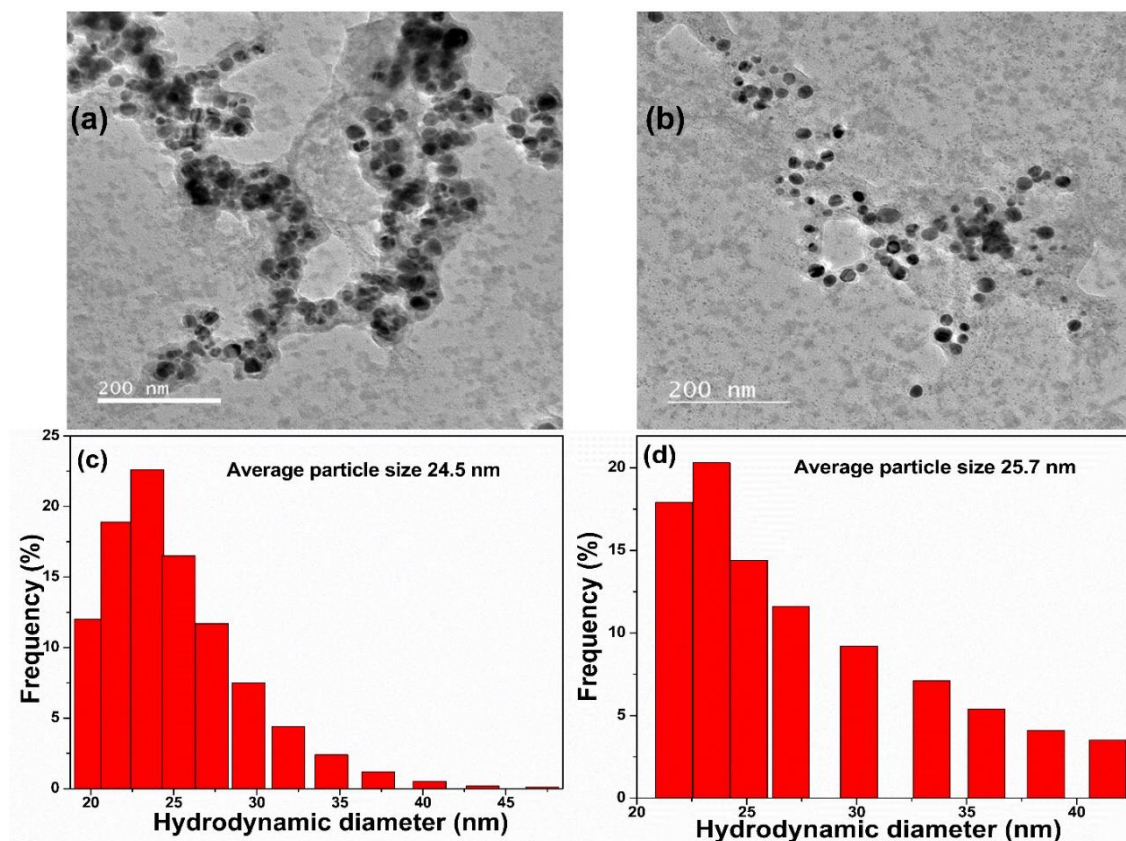 (a)
200 nm
(b)
200 nm
(c)
Average particle size 24.5 nm
Frequency (%)
25
20
15
10
5
0
20 25 30 35 40 45
Hydrodynamic diameter (nm)
(d)
Average particle size 25.7 nm
Frequency (%)
20
15
10
5
0
25 30 35 40
Hydrodynamic diameter (nm)